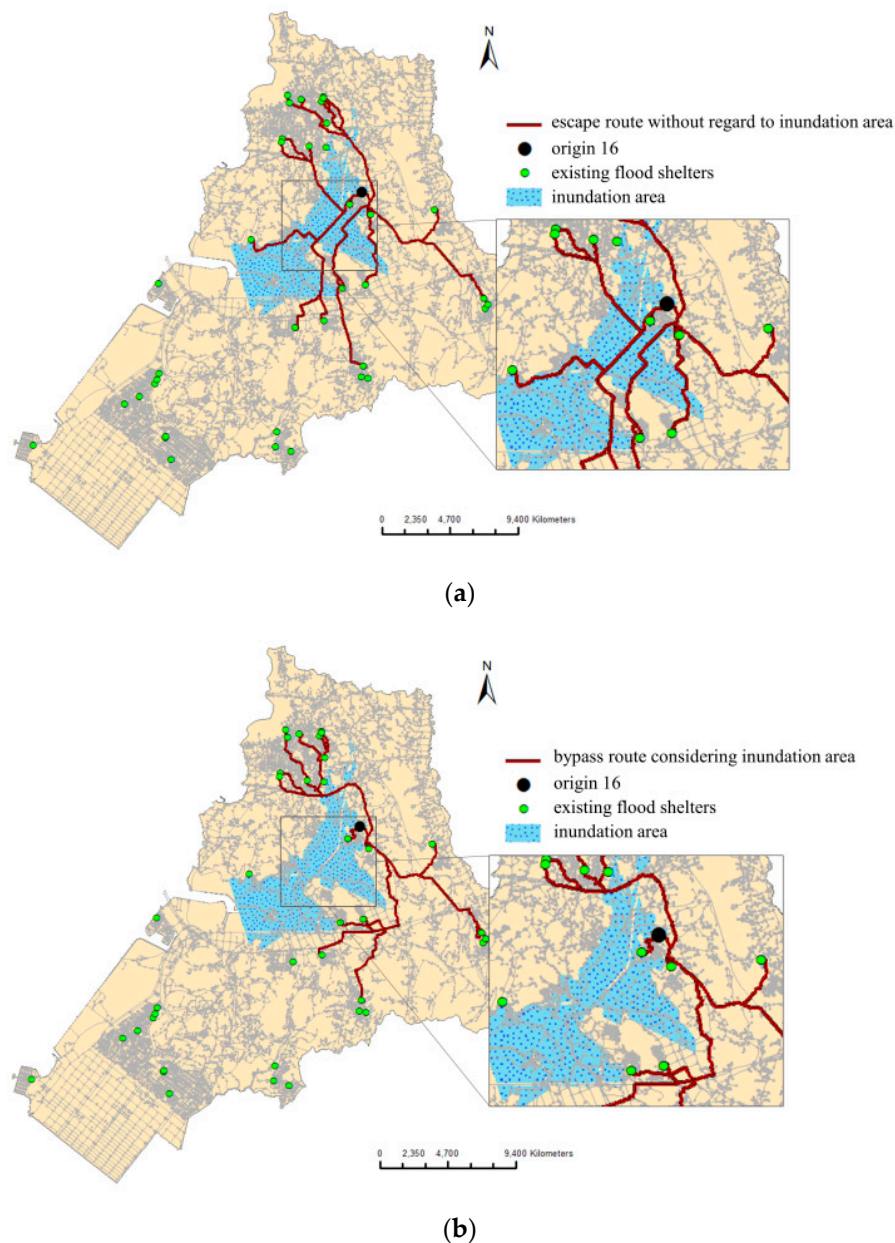 N
escape route without regard to inundation area
origin 16
existing flood shelters
inundation area
0 2,350 4,700 9,400 Kilometers
(a)
N
bypass route considering inundation area
origin 16
existing flood shelters
inundation area
0 2,350 4,700 9,400 Kilometers
(b)